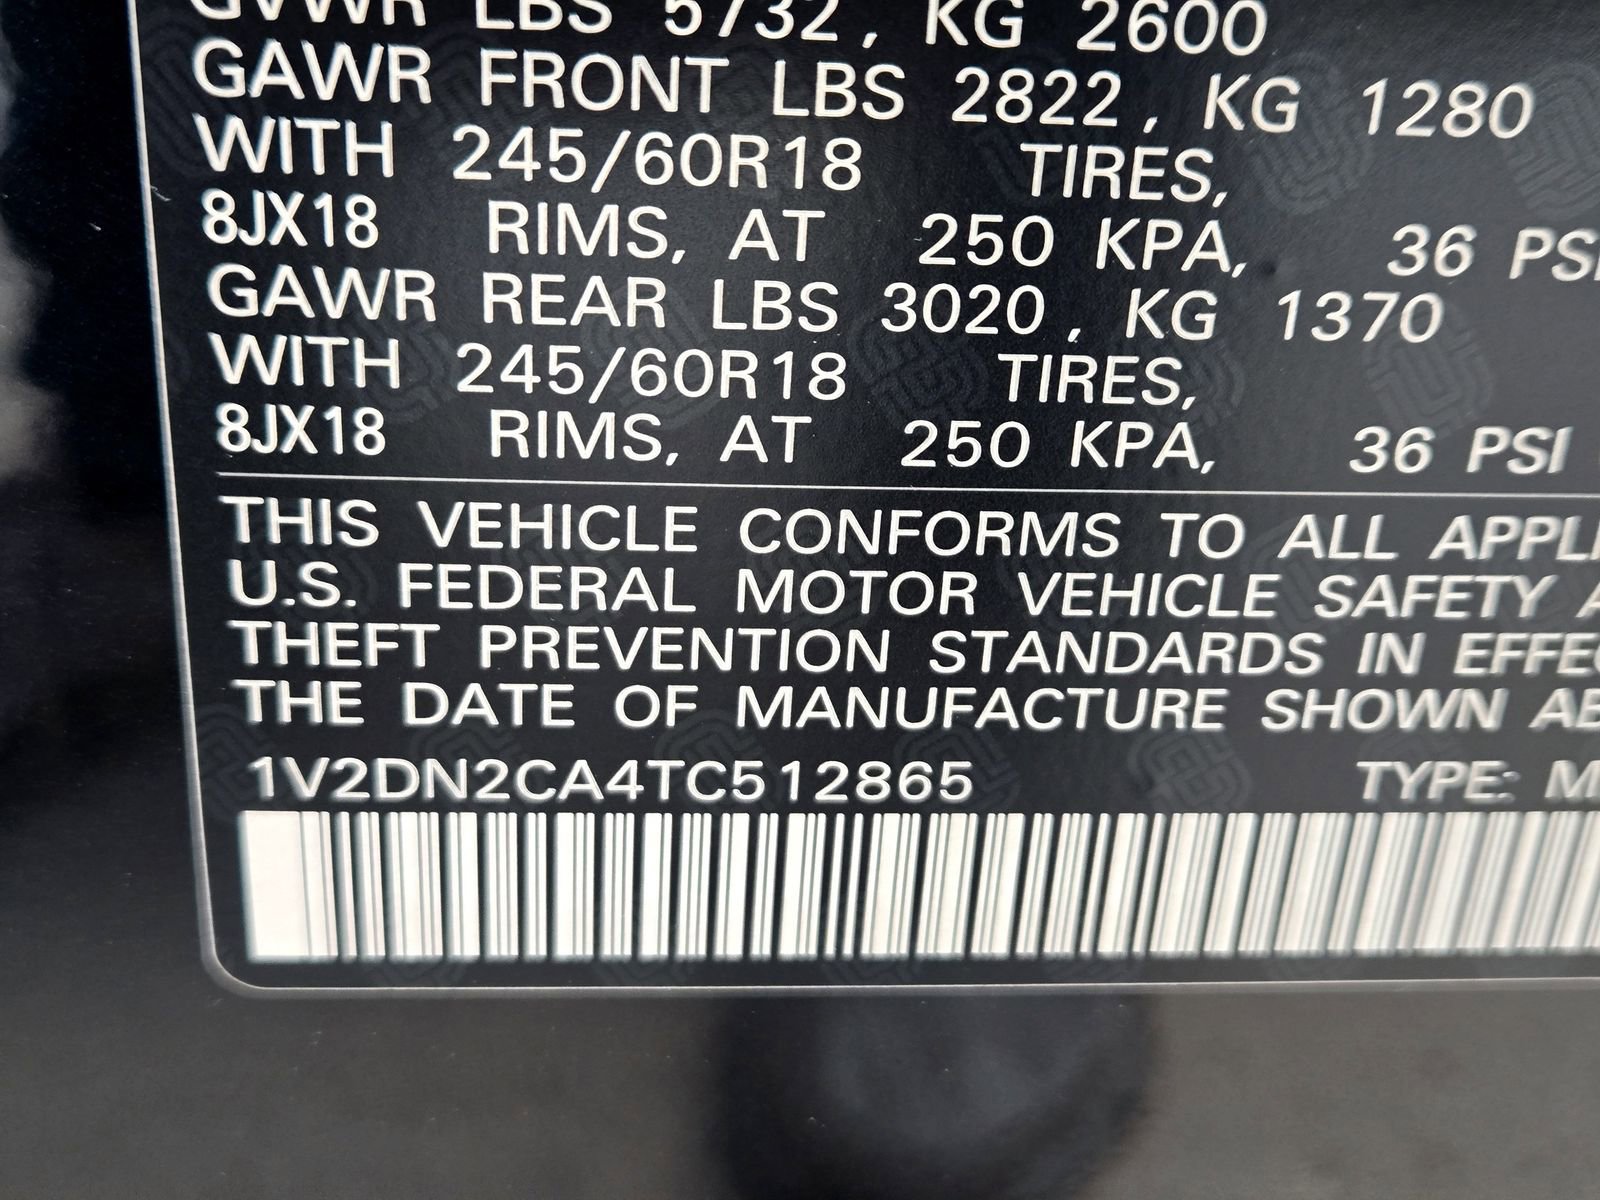 GVWR LBS 5732, KG 2600
GAWR FRONT LBS 2822, KG 1280
WITH 245/60R18 TIRES,
8JX18 RIMS, AT 250 KPA, 36 PSI
GAWR REAR LBS 3020, KG 1370
WITH 245/60R18 TIRES,
8JX18 RIMS, AT 250 KPA, 36 PSI
THIS VEHICLE CONFORMS TO ALL APPLI
U.S. FEDERAL MOTOR VEHICLE SAFETY A
THEFT PREVENTION STANDARDS IN EFFE
THE DATE OF MANUFACTURE SHOWN AB
1V2DN2CA4TC512865 TYPE: M